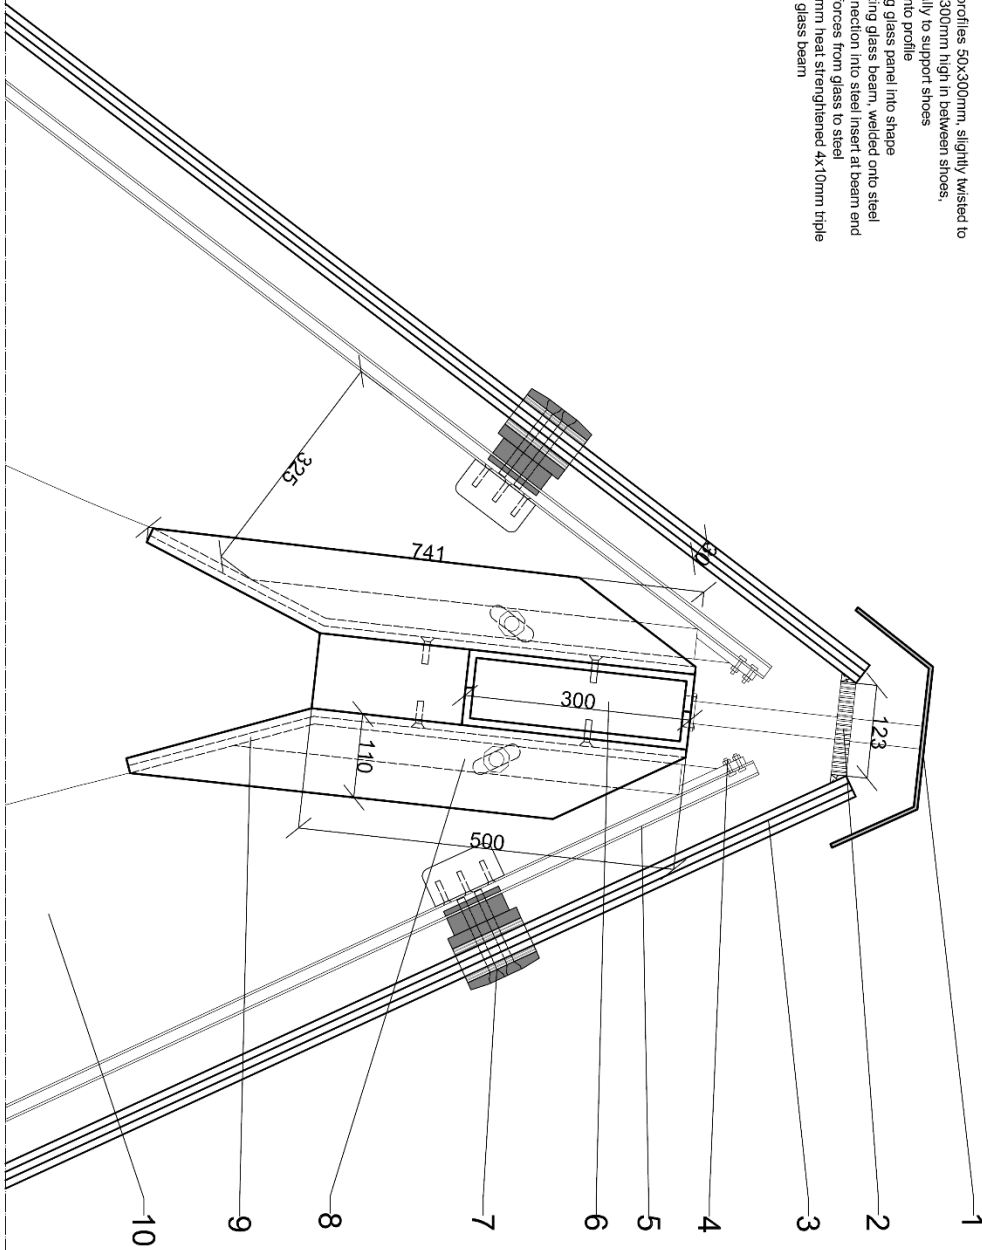 profiles 50x300mm, slightly twisted to
300mm high in between shoes,
lly to support shoes
nto profile
g glass panel into shape
ting glass beam, welded onto steel
nection into steel insert at beam end
forces from glass to steel
mm heat strenghtened 4x10mm triple
glass beam
325
741
30
300
123
110
500
1
2
3
4
5
6
7
8
9
10